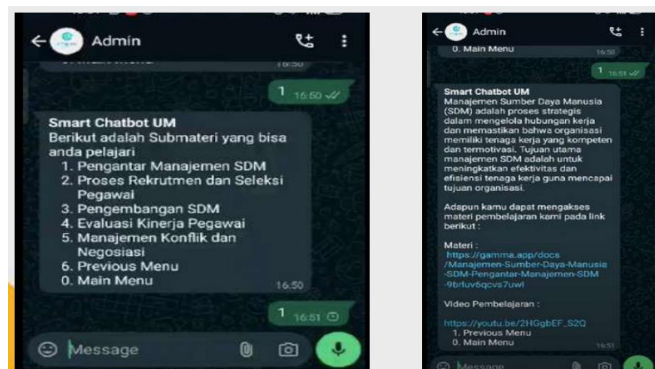 Admin
16:50
1 16:50
Smart Chatbot UM
Berikut adalah Submateri yang bisa
anda pelajari
1. Pengantar Manajemen SDM
2. Proses Rekrutmen dan Seleksi
Pegawai
3. Pengembangan SDM
4. Evaluasi Kinerja Pegawai
5. Manajemen Konflik dan
Negosiasi
6. Previous Menu
0. Main Menu
16:50
1 16:51
Message
Admin
0. Main Menu
16:50
1 16:51
Smart Chatbot UM
Manajemen Sumber Daya Manusia
(SDM) adalah proses strategis
dalam mengelola hubungan kerja
dan memastikan bahwa organisasi
memiliki tenaga kerja yang kompeten
dan termotivasi. Tujuan utama
manajemen SDM adalah untuk
meningkatkan efektivitas dan
efisiensi tenaga kerja guna mencapai
tujuan organisasi.
Adapun kamu dapat mengakses
materi pembelajaran kami pada link
berikut :
Materi :
https://gamma.app/docs
/Manajemen-Sumber-Daya-Manusia
-SDM-Pengantar-Manajemen-SDM
-9brluv6qcvs7uwl
Video Pembelajaran :
https://youtu.be/2HGgbEF_S2Q
1. Previous Menu
0. Main Menu
16:51
Message